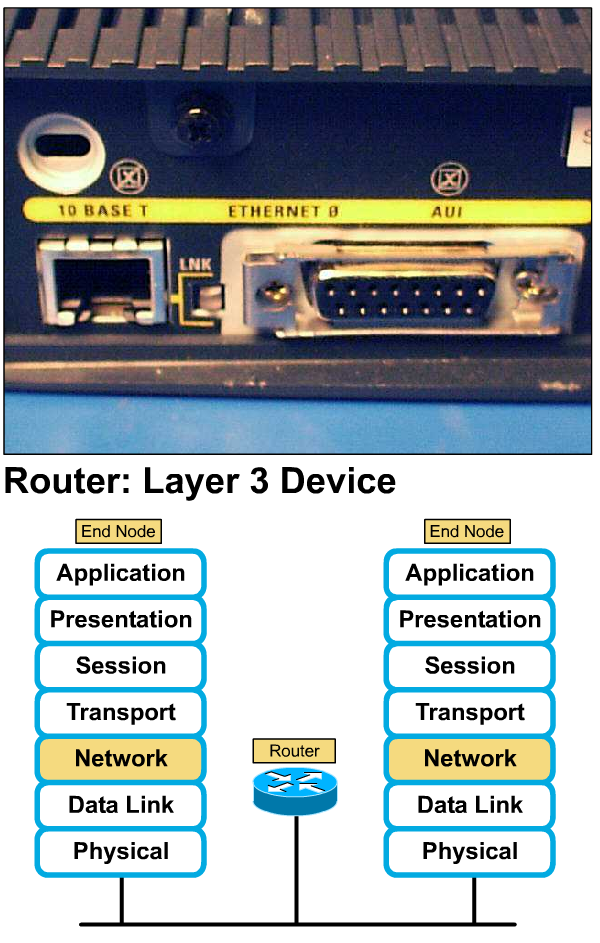 10 BASE T ETHERNET 0 AUI
LNK
Router: Layer 3 Device
End Node End Node
Application Application
Presentation Presentation
Session Session
Transport Transport
Network Router Network
Data Link Data Link
Physical Physical